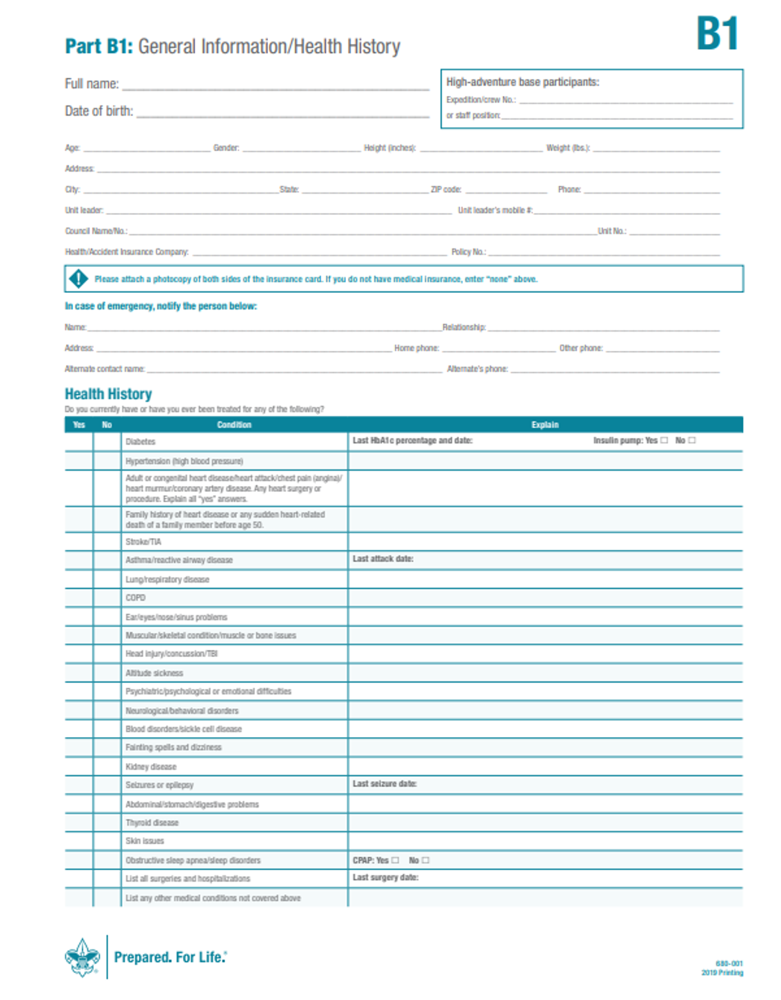 B1
Part B1: General Information/Health History
Full name:
Date of birth:
High-adventure base participants:
Expedition/crew No.:
or staff position:
Age: Gender: Height (inches): Weight (lbs.):
Address:
City: State: ZIP code: Phone:
Unit leader: Unit leader's mobile #:
Council Name/No.: Unit No.:
Health/Accident Insurance Company: Policy No.:
! Please attach a photocopy of both sides of the insurance card. If you do not have medical insurance, enter "none" above.
In case of emergency, notify the person below:
Name: Relationship:
Address: Home phone: Other phone:
Alternate contact name: Alternate's phone:
Health History
Do you currently have or have you ever been treated for any of the following?
Yes No Condition Explain
Diabetes Last HbA1c percentage and date: Insulin pump: Yes ☐ No ☐
Hypertension (high blood pressure)
Adult or congenital heart disease/heart attack/chest pain (angina)/
heart murmur/coronary artery disease. Any heart surgery or
procedure. Explain all "yes" answers.
Family history of heart disease or any sudden heart-related
death of a family member before age 50.
Stroke/TIA
Asthma/reactive airway disease Last attack date:
Lung/respiratory disease
COPD
Ear/eyes/nose/sinus problems
Muscular/skeletal condition/muscle or bone issues
Head injury/concussion/TBI
Altitude sickness
Psychiatric/psychological or emotional difficulties
Neurological/behavioral disorders
Blood disorders/sickle cell disease
Fainting spells and dizziness
Kidney disease
Seizures or epilepsy Last seizure date:
Abdominal/stomach/digestive problems
Thyroid disease
Skin issues
Obstructive sleep apnea/sleep disorders CPAP: Yes ☐ No ☐
List all surgeries and hospitalizations Last surgery date:
List any other medical conditions not covered above
Prepared. For Life.®
680-001
2019 Printing